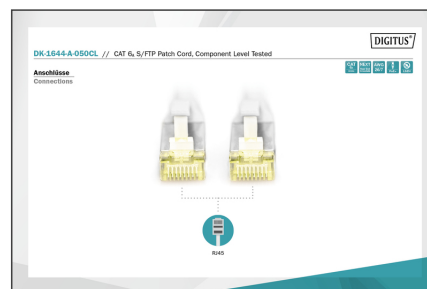 DIGITUS®
DK-1644-A-050CL // CAT 6A S/FTP Patch Cord, Component Level Tested
Anschlüsse
Connections
RJ45